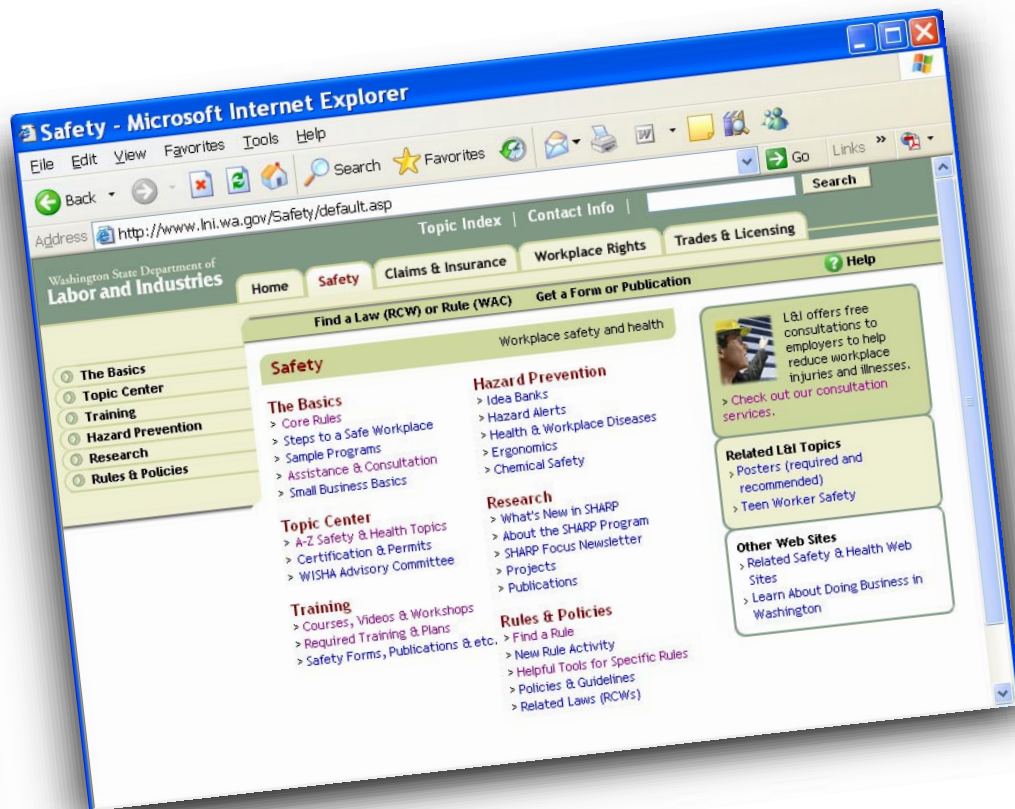 Safety - Microsoft Internet Explorer
File Edit View Favorites Tools Help
Back Search Favorites
Address http://www.lni.wa.gov/Safety/default.asp Go Links »
Topic Index | Contact Info | Search
Washington State Department of
Labor and Industries
Home Safety Claims & Insurance Workplace Rights Trades & Licensing
Find a Law (RCW) or Rule (WAC) Get a Form or Publication ? Help
The Basics
Topic Center
Training
Hazard Prevention
Research
Rules & Policies
Safety Workplace safety and health
The Basics
> Core Rules
> Steps to a Safe Workplace
> Sample Programs
> Assistance & Consultation
> Small Business Basics
Topic Center
> A-Z Safety & Health Topics
> Certification & Permits
> WISHA Advisory Committee
Training
> Courses, Videos & Workshops
> Required Training & Plans
> Safety Forms, Publications & etc.
Hazard Prevention
> Idea Banks
> Hazard Alerts
> Health & Workplace Diseases
> Ergonomics
> Chemical Safety
Research
> What's New in SHARP
> About the SHARP Program
> SHARP Focus Newsletter
> Projects
> Publications
Rules & Policies
> Find a Rule
> New Rule Activity
> Helpful Tools for Specific Rules
> Policies & Guidelines
> Related Laws (RCWs)
L&I offers free
consultations to
employers to help
reduce workplace
injuries and illnesses.
> Check out our consultation
services.
Related L&I Topics
> Posters (required and
recommended)
> Teen Worker Safety
Other Web Sites
> Related Safety & Health Web
Sites
> Learn About Doing Business in
Washington